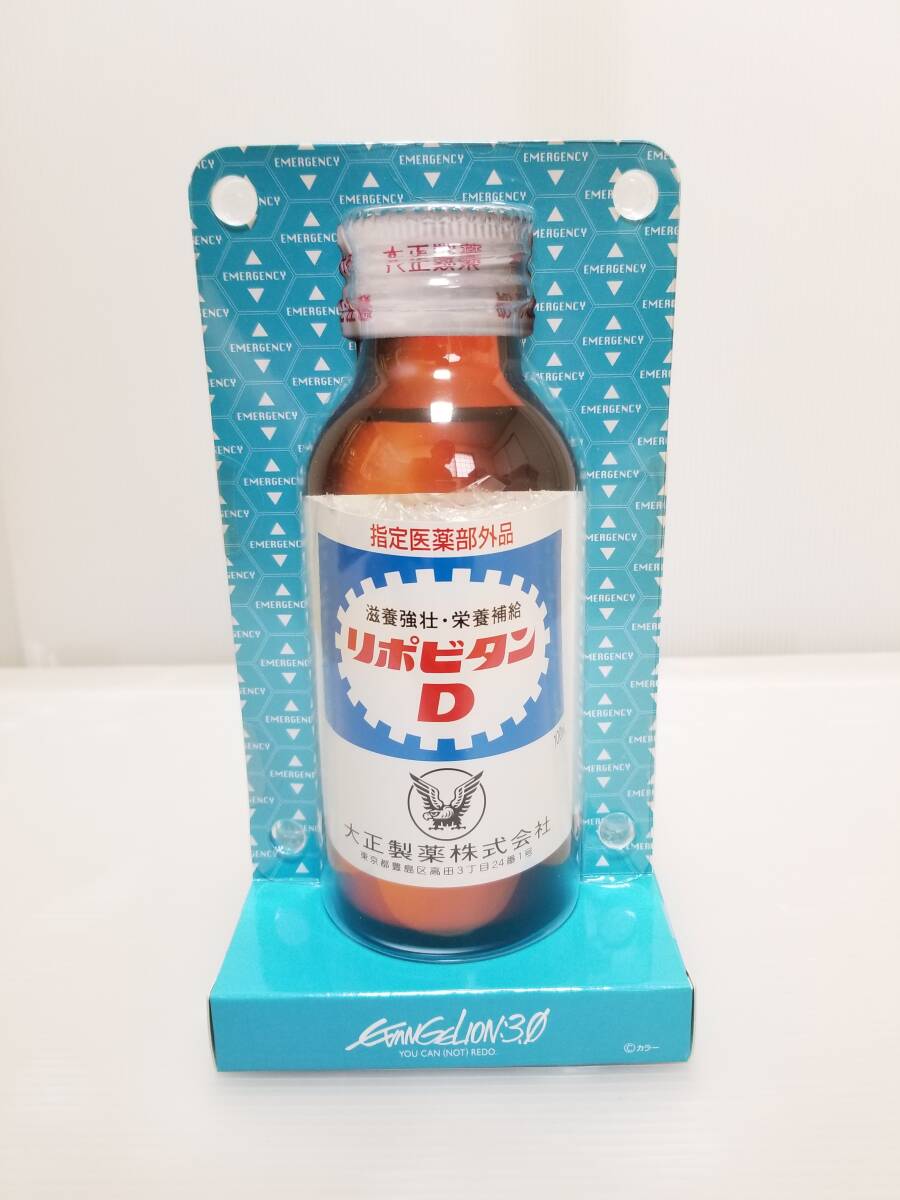 EMERGENCY
大正製薬
指定医薬部外品
滋養強壮・栄養補給
リポビタン
D
大正製薬株式会社
東京都豊島区高田3丁目24番1号
EVANGELION:3.0
YOU CAN (NOT) REDO.
©カラー